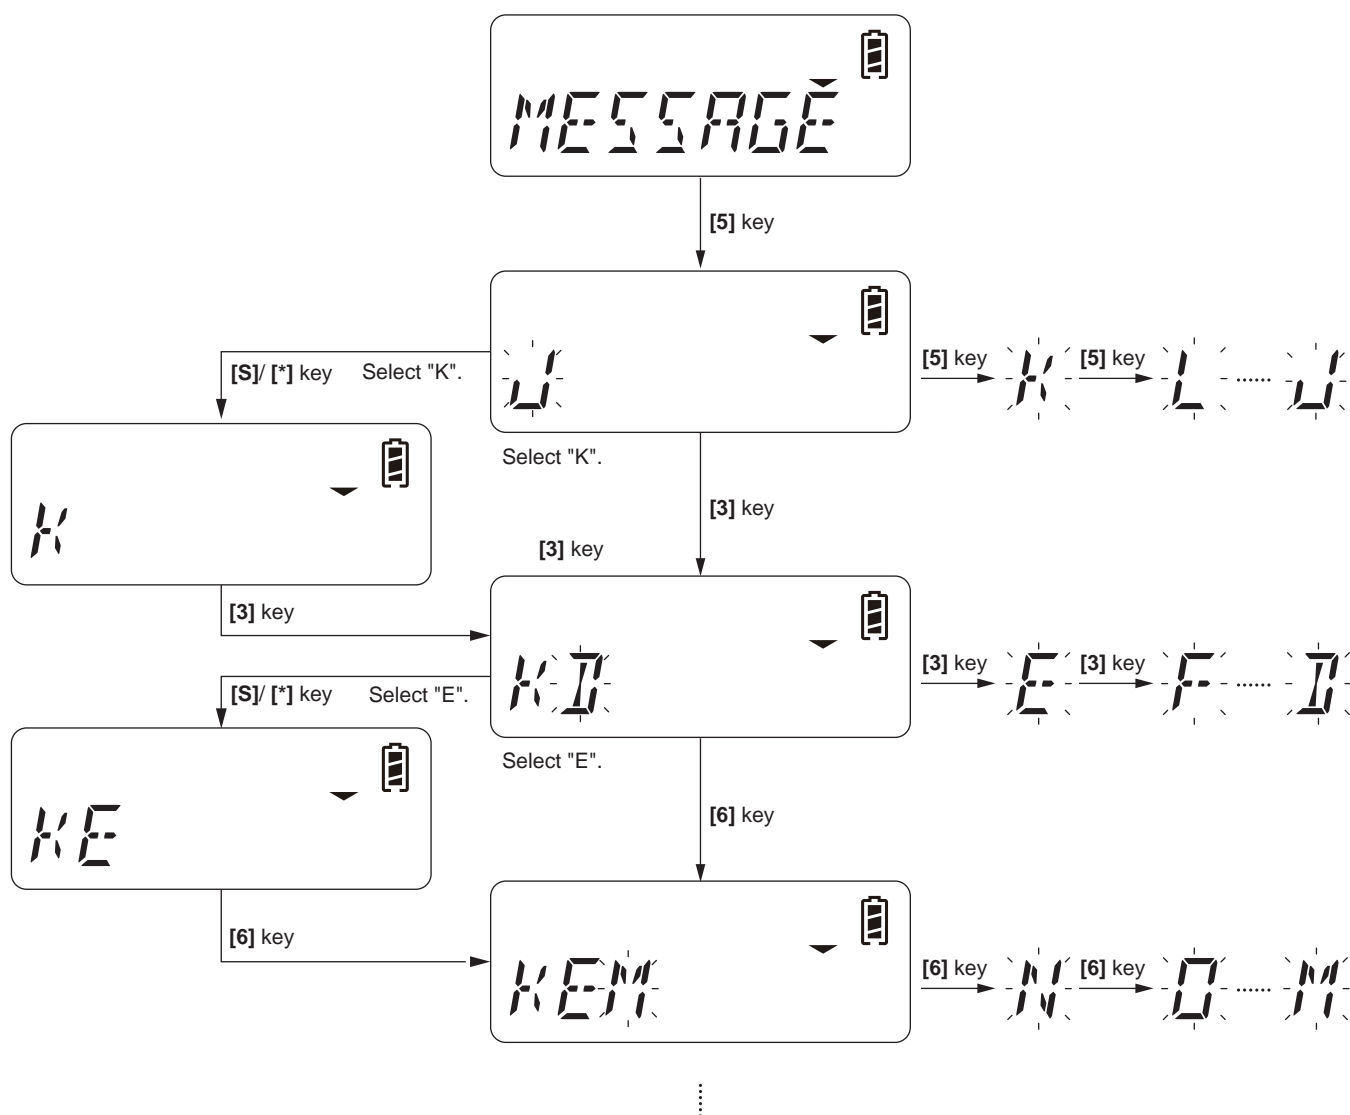 MESSAGE
[5] key
J
[S]/ [*] key Select "K".
[5] key K [5] key L ...... J
Select "K".
K
[3] key
[3] key
[3] key
KD
[3] key E [3] key F ...... D
[S]/ [*] key Select "E".
Select "E".
KE
[6] key
[6] key
KEM
[6] key N [6] key O ...... M